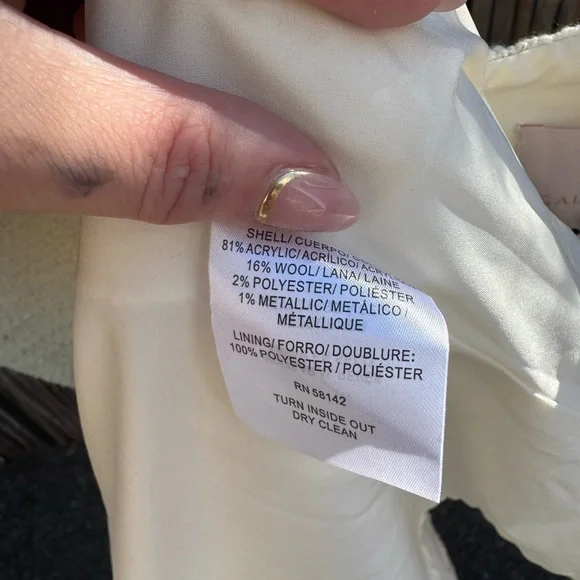 SHELL/ CUERPO/
81% ACRYLIC/ ACRÍLICO/
16% WOOL/ LANA/ LAINE
2% POLYESTER/ POLIÉSTER
1% METALLIC/ METÁLICO/
MÉTALLIQUE
LINING/ FORRO/ DOUBLURE:
100% POLYESTER / POLIÉSTER
RN 58142
TURN INSIDE OUT
DRY CLEAN